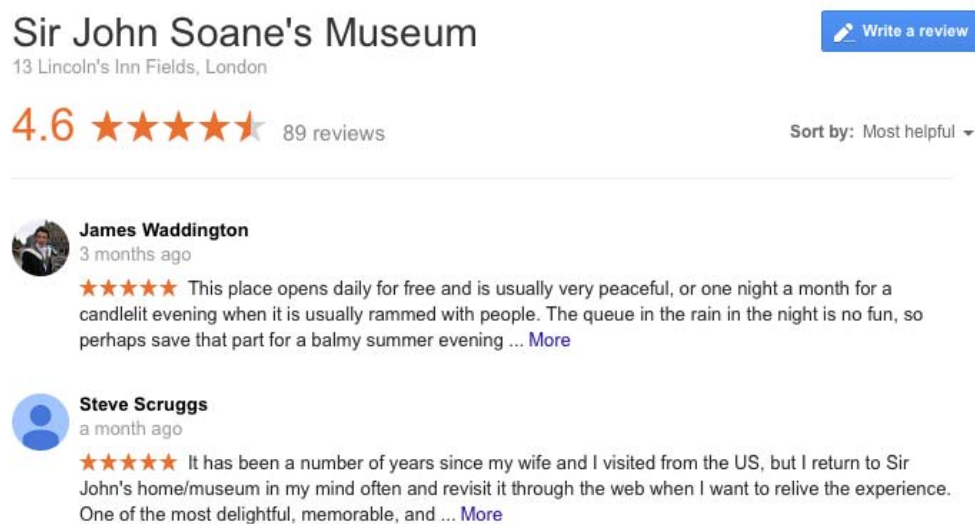 Sir John Soane's Museum
Write a review
13 Lincoln's Inn Fields, London
4.6 89 reviews
Sort by: Most helpful
James Waddington
3 months ago
This place opens daily for free and is usually very peaceful, or one night a month for a
candlelit evening when it is usually rammed with people. The queue in the rain in the night is no fun, so
perhaps save that part for a balmy summer evening ... More
Steve Scruggs
a month ago
It has been a number of years since my wife and I visited from the US, but I return to Sir
John's home/museum in my mind often and revisit it through the web when I want to relive the experience.
One of the most delightful, memorable, and ... More